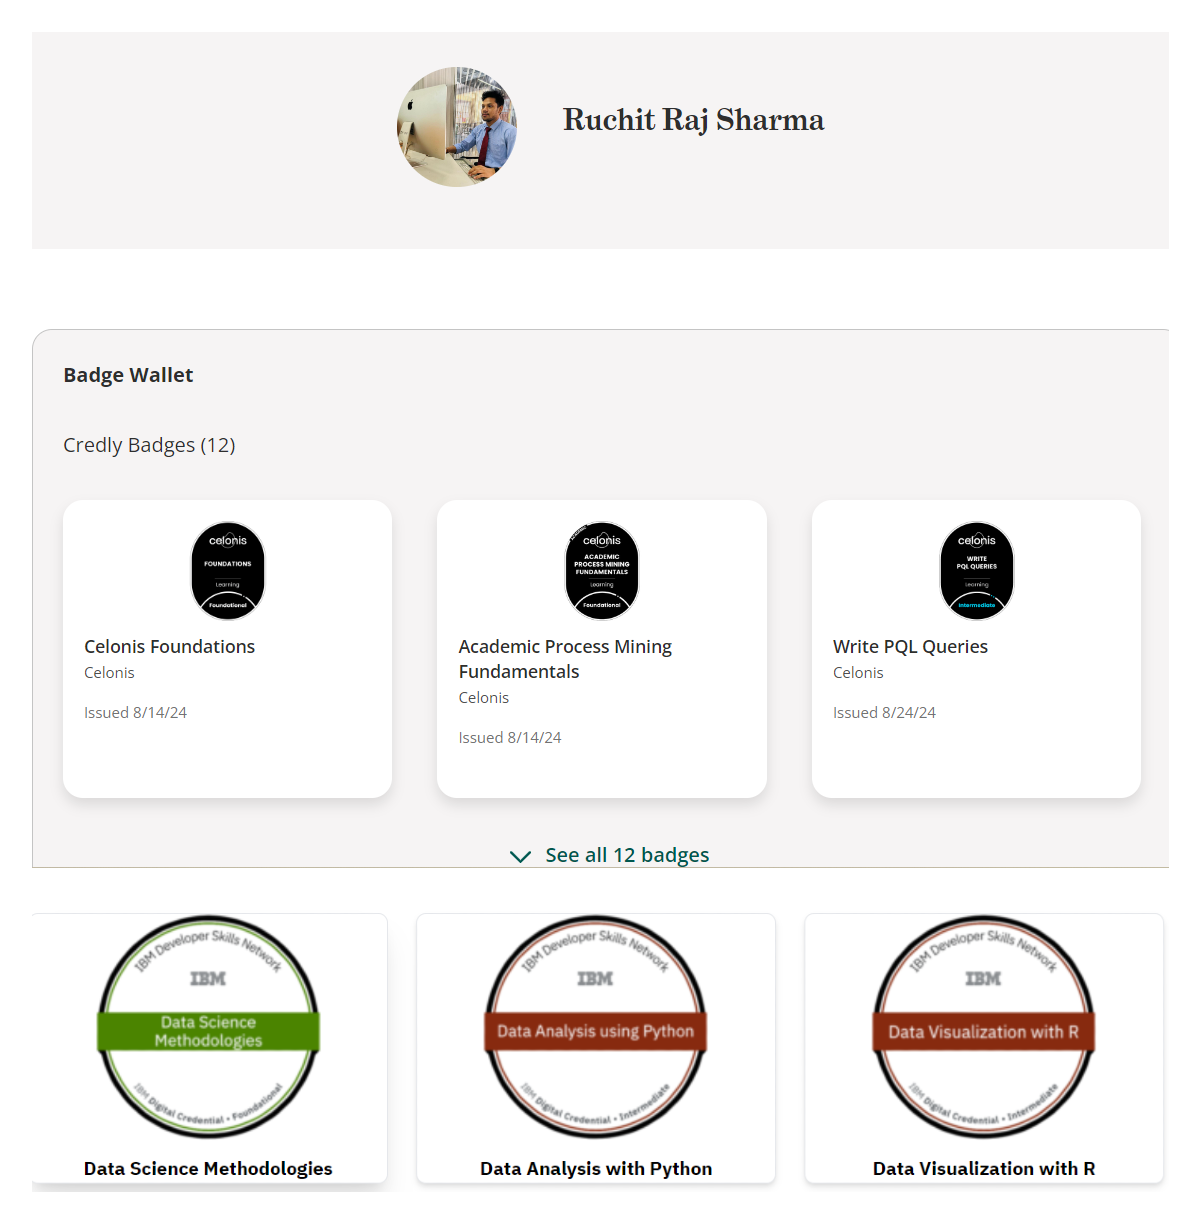 Ruchit Raj Sharma
Badge Wallet
Credly Badges (12)
celonis
FOUNDATIONS
Learning
Foundational
Celonis Foundations
Celonis
Issued 8/14/24
celonis
ACADEMIC
PROCESS MINING
FUNDAMENTALS
Learning
Foundational
Academic Process Mining
Fundamentals
Celonis
Issued 8/14/24
celonis
WRITE
PQL QUERIES
Learning
Intermediate
Write PQL Queries
Celonis
Issued 8/24/24
See all 12 badges
IBM Developer Skills Network
IBM
Data Science
Methodologies
IBM Digital Credential • Foundational
Data Science Methodologies
IBM Developer Skills Network
IBM
Data Analysis using Python
IBM Digital Credential • Intermediate
Data Analysis with Python
IBM Developer Skills Network
IBM
Data Visualization with R
IBM Digital Credential • Intermediate
Data Visualization with R